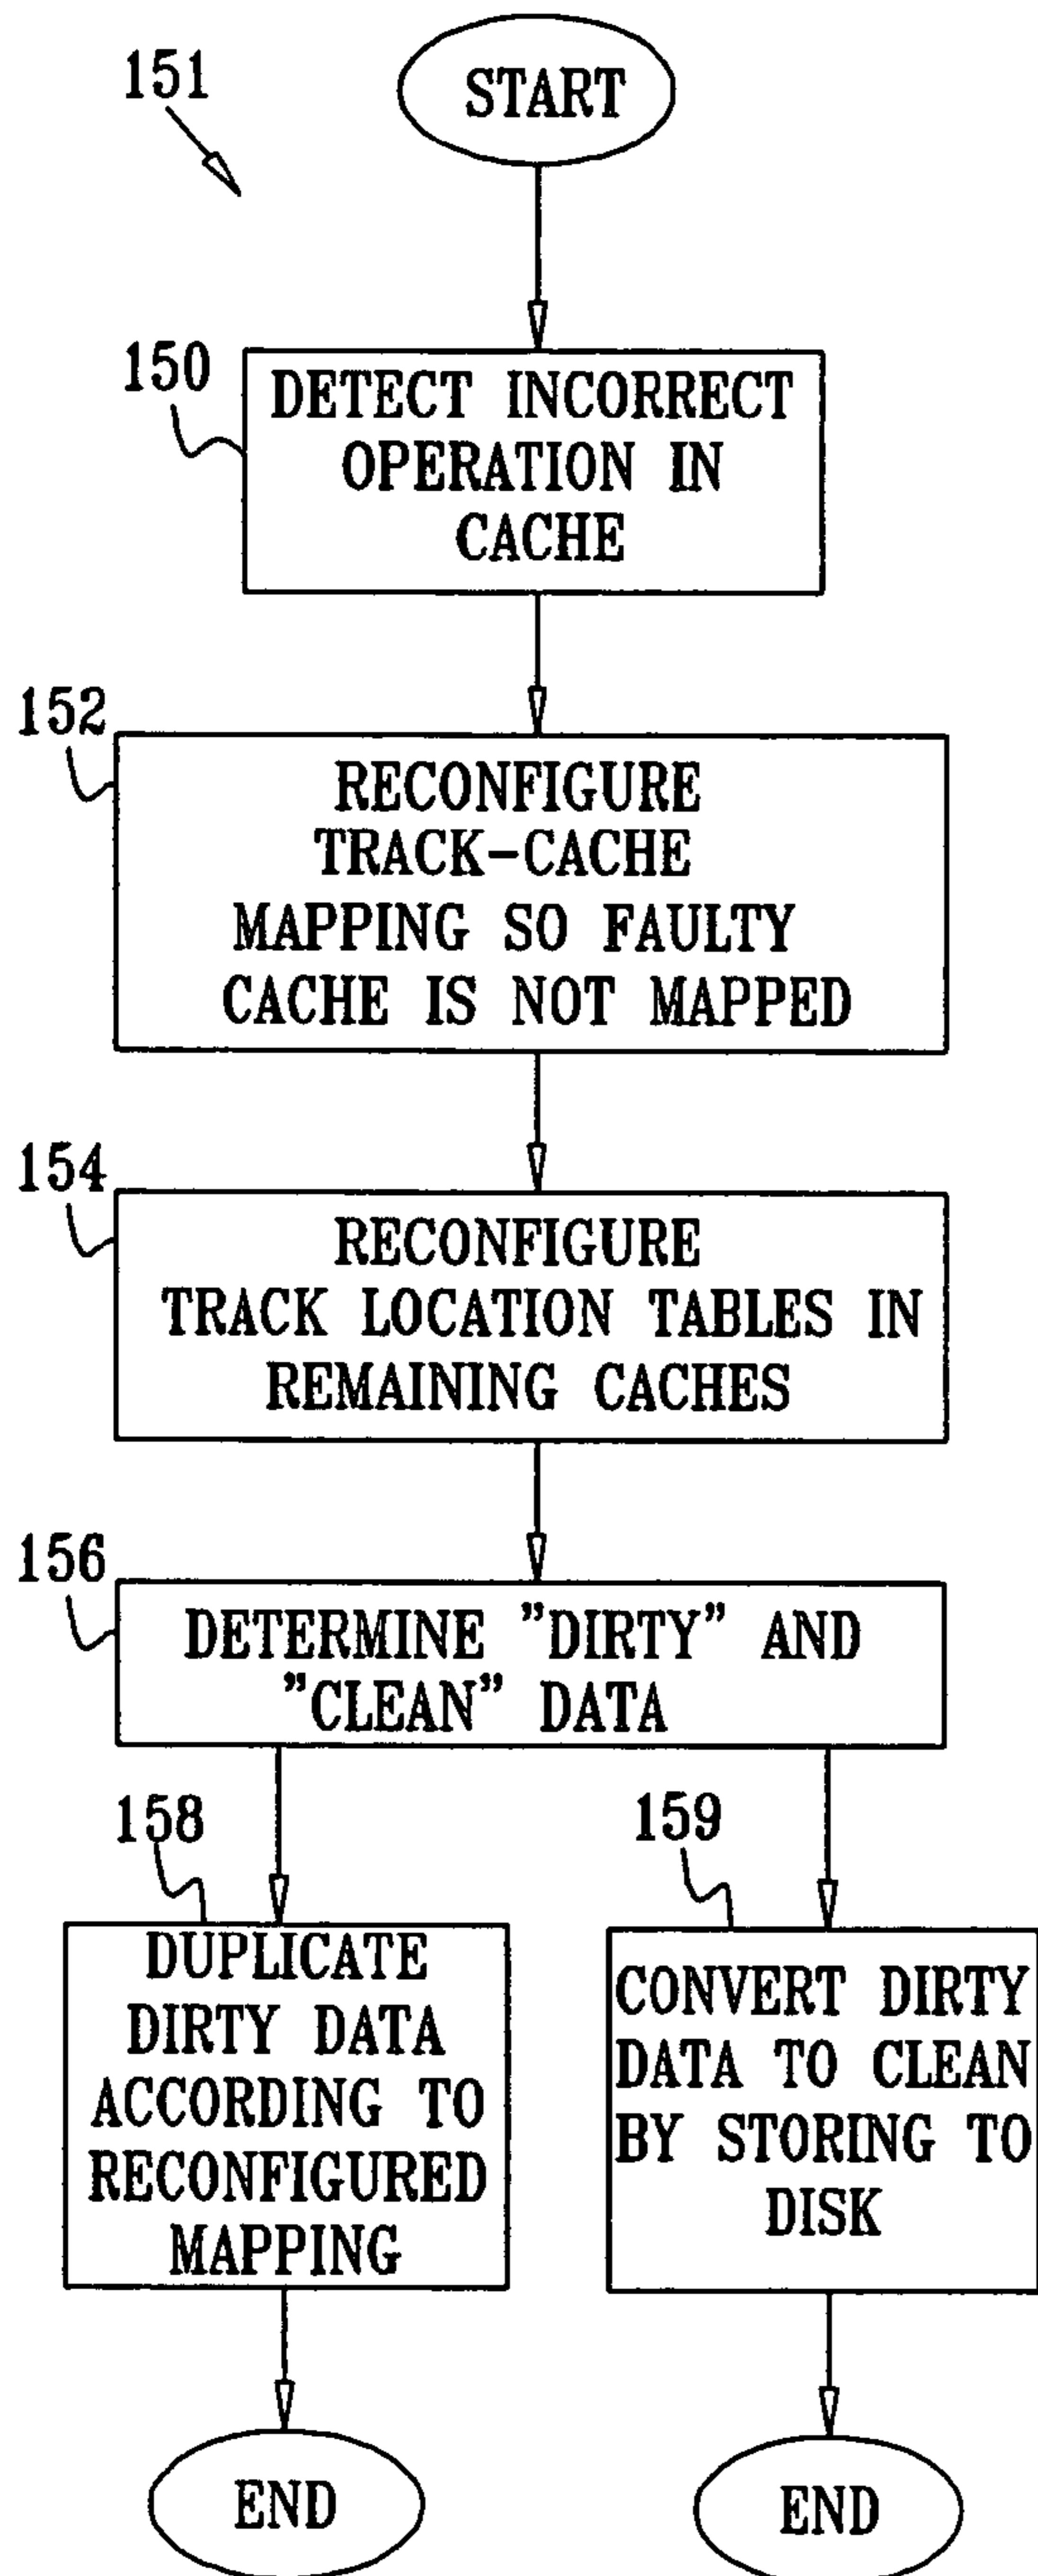 START
151
150
DETECT INCORRECT
OPERATION IN
CACHE
152
RECONFIGURE
TRACK-CACHE
MAPPING SO FAULTY
CACHE IS NOT MAPPED
154
RECONFIGURE
TRACK LOCATION TABLES IN
REMAINING CACHES
156
DETERMINE "DIRTY" AND
"CLEAN" DATA
158
DUPLICATE
DIRTY DATA
ACCORDING TO
RECONFIGURED
MAPPING
159
CONVERT DIRTY
DATA TO CLEAN
BY STORING TO
DISK
END
END